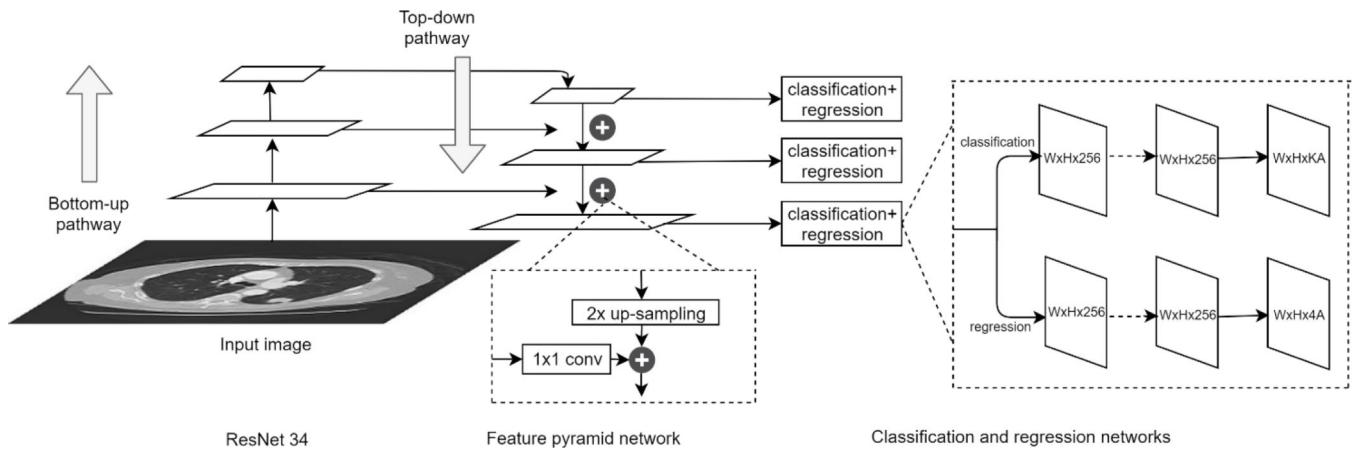 Top-down
pathway
Bottom-up
pathway
Input image
classification+
regression
classification+
regression
classification+
regression
2x up-sampling
1x1 conv
classification
WxHx256
WxHx256
WxHxKA
regression
WxHx256
WxHx256
WxHx4A
ResNet 34
Feature pyramid network
Classification and regression networks